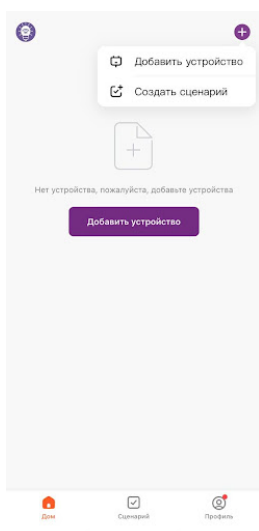 Добавить устройство
Создать сценарий
Нет устройства, пожалуйста, добавьте устройства
Добавить устройство
Дом
Сценарий
Профиль